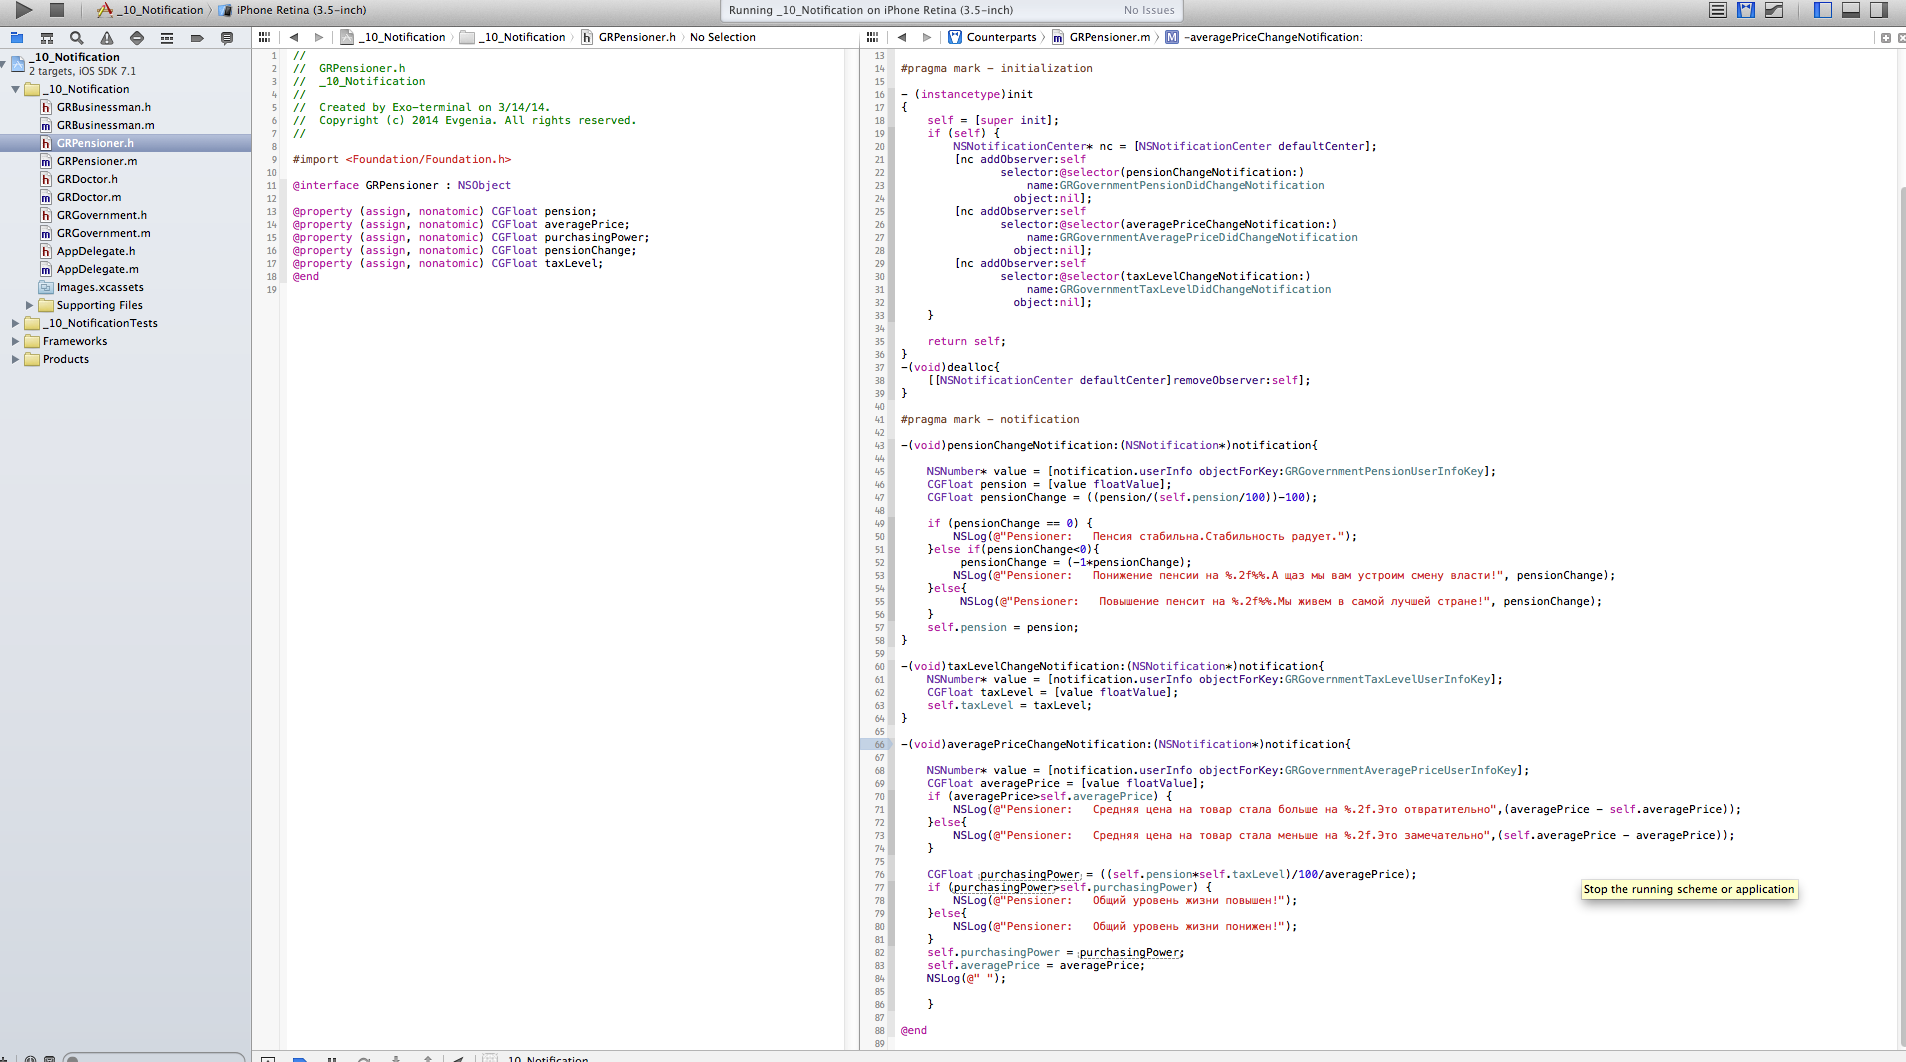 _10_Notification
iPhone Retina (3.5-inch)
Running _10_Notification on iPhone Retina (3.5-inch)
No Issues
_10_Notification
2 targets, iOS SDK 7.1
_10_Notification
GRBusinessman.h
GRBusinessman.m
GRPensioner.h
GRPensioner.m
GRDoctor.h
GRDoctor.m
GRGovernment.h
GRGovernment.m
AppDelegate.h
AppDelegate.m
Images.xcassets
Supporting Files
_10_NotificationTests
Frameworks
Products
_10_Notification _10_Notification GRPensioner.h No Selection
1 //
2 //  GRPensioner.h
3 //  _10_Notification
4 //
5 //  Created by Exo-terminal on 3/14/14.
6 //  Copyright (c) 2014 Evgenia. All rights reserved.
7 //
8
9 #import <Foundation/Foundation.h>
10
11 @interface GRPensioner : NSObject
12
13 @property (assign, nonatomic) CGFloat pension;
14 @property (assign, nonatomic) CGFloat averagePrice;
15 @property (assign, nonatomic) CGFloat purchasingPower;
16 @property (assign, nonatomic) CGFloat pensionChange;
17 @property (assign, nonatomic) CGFloat taxLevel;
18 @end
19
Counterparts GRPensioner.m -averagePriceChangeNotification:
13
14 #pragma mark - initialization
15
16 - (instancetype)init
17 {
18     self = [super init];
19     if (self) {
20         NSNotificationCenter* nc = [NSNotificationCenter defaultCenter];
21         [nc addObserver:self
22                selector:@selector(pensionChangeNotification:)
23                    name:GRGovernmentPensionDidChangeNotification
24                  object:nil];
25         [nc addObserver:self
26                selector:@selector(averagePriceChangeNotification:)
27                    name:GRGovernmentAveragePriceDidChangeNotification
28                  object:nil];
29         [nc addObserver:self
30                selector:@selector(taxLevelChangeNotification:)
31                    name:GRGovernmentTaxLevelDidChangeNotification
32                  object:nil];
33     }
34
35     return self;
36 }
37 -(void)dealloc{
38     [[NSNotificationCenter defaultCenter]removeObserver:self];
39 }
40
41 #pragma mark - notification
42
43 -(void)pensionChangeNotification:(NSNotification*)notification{
44
45     NSNumber* value = [notification.userInfo objectForKey:GRGovernmentPensionUserInfoKey];
46     CGFloat pension = [value floatValue];
47     CGFloat pensionChange = ((pension/(self.pension/100))-100);
48
49     if (pensionChange == 0) {
50         NSLog(@"Pensioner:   Пенсия стабильна.Стабильность радует.");
51     }else if(pensionChange<0){
52          pensionChange = (-1*pensionChange);
53         NSLog(@"Pensioner:   Понижение пенсии на %.2f%%.А щаз мы вам устроим смену власти!", pensionChange);
54     }else{
55          NSLog(@"Pensioner:   Повышение пенсит на %.2f%%.Мы живем в самой лучшей стране!", pensionChange);
56     }
57     self.pension = pension;
58 }
59
60 -(void)taxLevelChangeNotification:(NSNotification*)notification{
61     NSNumber* value = [notification.userInfo objectForKey:GRGovernmentTaxLevelUserInfoKey];
62     CGFloat taxLevel = [value floatValue];
63     self.taxLevel = taxLevel;
64 }
65
66 -(void)averagePriceChangeNotification:(NSNotification*)notification{
67
68     NSNumber* value = [notification.userInfo objectForKey:GRGovernmentAveragePriceUserInfoKey];
69     CGFloat averagePrice = [value floatValue];
70     if (averagePrice>self.averagePrice) {
71         NSLog(@"Pensioner:   Средняя цена на товар стала больше на %.2f.Это отвратительно",(averagePrice - self.averagePrice));
72     }else{
73         NSLog(@"Pensioner:   Средняя цена на товар стала меньше на %.2f.Это замечательно",(self.averagePrice - averagePrice));
74     }
75
76     CGFloat purchasingPower = ((self.pension*self.taxLevel)/100/averagePrice);
77     if (purchasingPower>self.purchasingPower) {
78         NSLog(@"Pensioner:   Общий уровень жизни повышен!");
79     }else{
80         NSLog(@"Pensioner:   Общий уровень жизни понижен!");
81     }
82     self.purchasingPower = purchasingPower;
83     self.averagePrice = averagePrice;
84     NSLog(@" ");
85
86     }
87
88 @end
89
Stop the running scheme or application
10 Notification